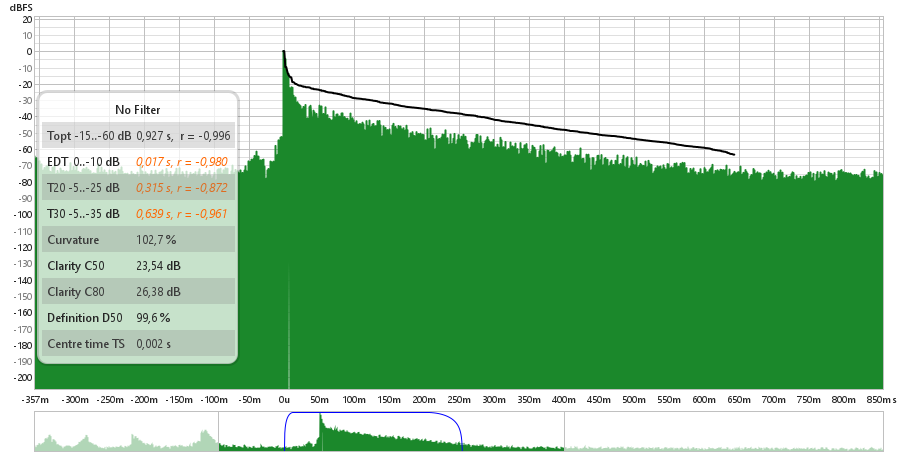 dBFS
20
10
0
-10
-20
-30
-40
-50
-60
-70
-80
-90
-100
-110
-120
-130
-140
-150
-160
-170
-180
-190
-200
No Filter
Topt -15..-60 dB 0,927 s, r = -0,996
EDT 0..-10 dB 0,017 s, r = -0,980
T20 -5..-25 dB 0,315 s, r = -0,872
T30 -5..-35 dB 0,639 s, r = -0,961
Curvature 102,7 %
Clarity C50 23,54 dB
Clarity C80 26,38 dB
Definition D50 99,6 %
Centre time TS 0,002 s
-357m -300m -250m -200m -150m -100m -50m 0u 50m 100m 150m 200m 250m 300m 350m 400m 450m 500m 550m 600m 650m 700m 750m 800m 850m s